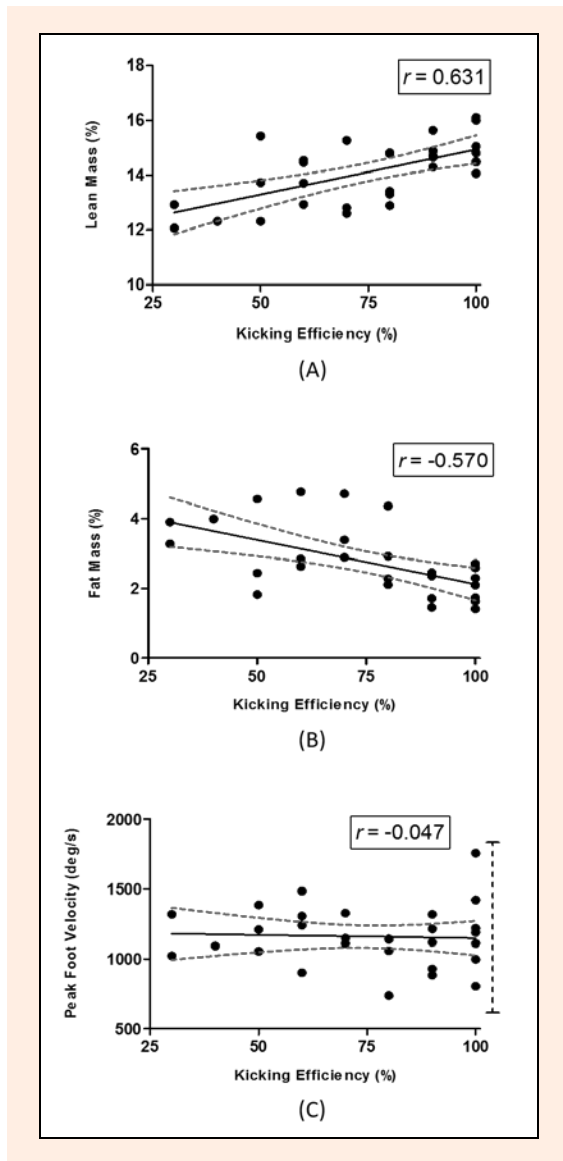 r = 0.631
18
16
14
12
10
Lean Mass (%)
25 50 75 100
Kicking Efficiency (%)
(A)
r = -0.570
6
4
2
0
Fat Mass (%)
25 50 75 100
Kicking Efficiency (%)
(B)
r = -0.047
2000
1500
1000
500
Peak Foot Velocity (deg/s)
25 50 75 100
Kicking Efficiency (%)
(C)